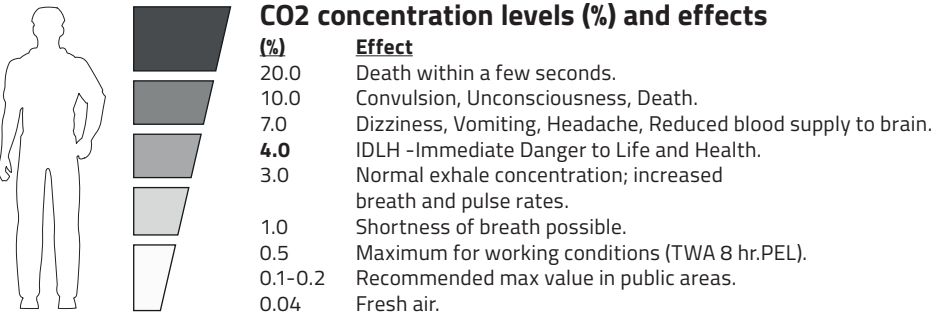 CO2 concentration levels (%) and effects
(%) Effect
20.0 Death within a few seconds.
10.0 Convulsion, Unconsciousness, Death.
7.0 Dizziness, Vomiting, Headache, Reduced blood supply to brain.
4.0 IDLH -Immediate Danger to Life and Health.
3.0 Normal exhale concentration; increased
breath and pulse rates.
1.0 Shortness of breath possible.
0.5 Maximum for working conditions (TWA 8 hr.PEL).
0.1-0.2 Recommended max value in public areas.
0.04 Fresh air.